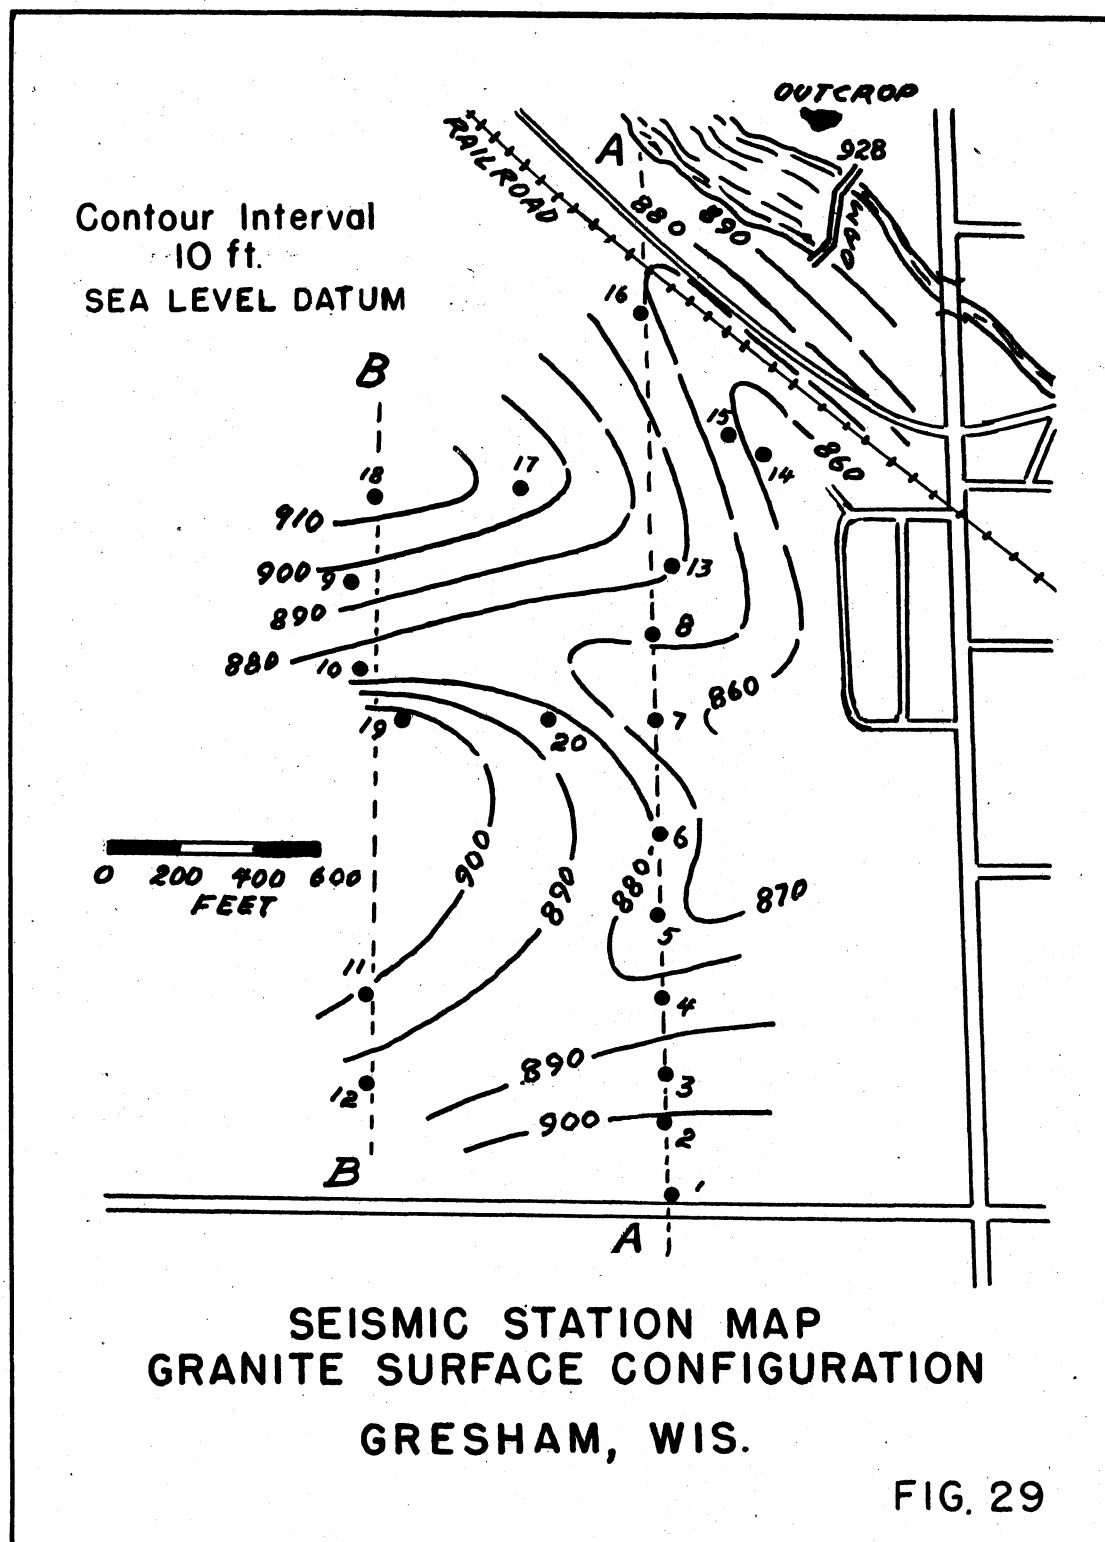 OUTCROP
928
DAM
RAILROAD
A
880
890
Contour Interval
10 ft.
SEA LEVEL DATUM
16
B
15
14
860
18
17
910
900
9
13
890
8
880
10
860
19
20
7
6
0 200 400 600
FEET
900
890
880
870
5
11
4
890
3
12
900
2
B
1
A
SEISMIC STATION MAP
GRANITE SURFACE CONFIGURATION
GRESHAM, WIS.
FIG. 29